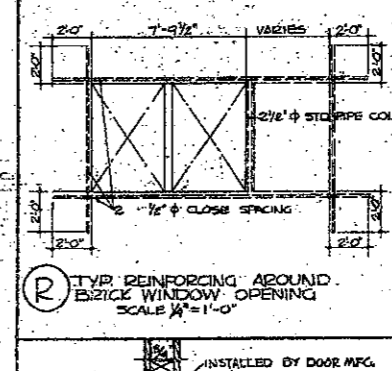 2'-0" 7'-9½" VARIES 2'-0"
2'-0" 2'-0"
2½" φ STD PIPE COL
2'-0" 2 - ½" φ CLOSE SPACING 2'-0"
2'-0" 2'-0"
R TYP. REINFORCING AROUND
BRICK WINDOW OPENING
SCALE ¼"=1'-0"
INSTALLED BY DOOR MFG.